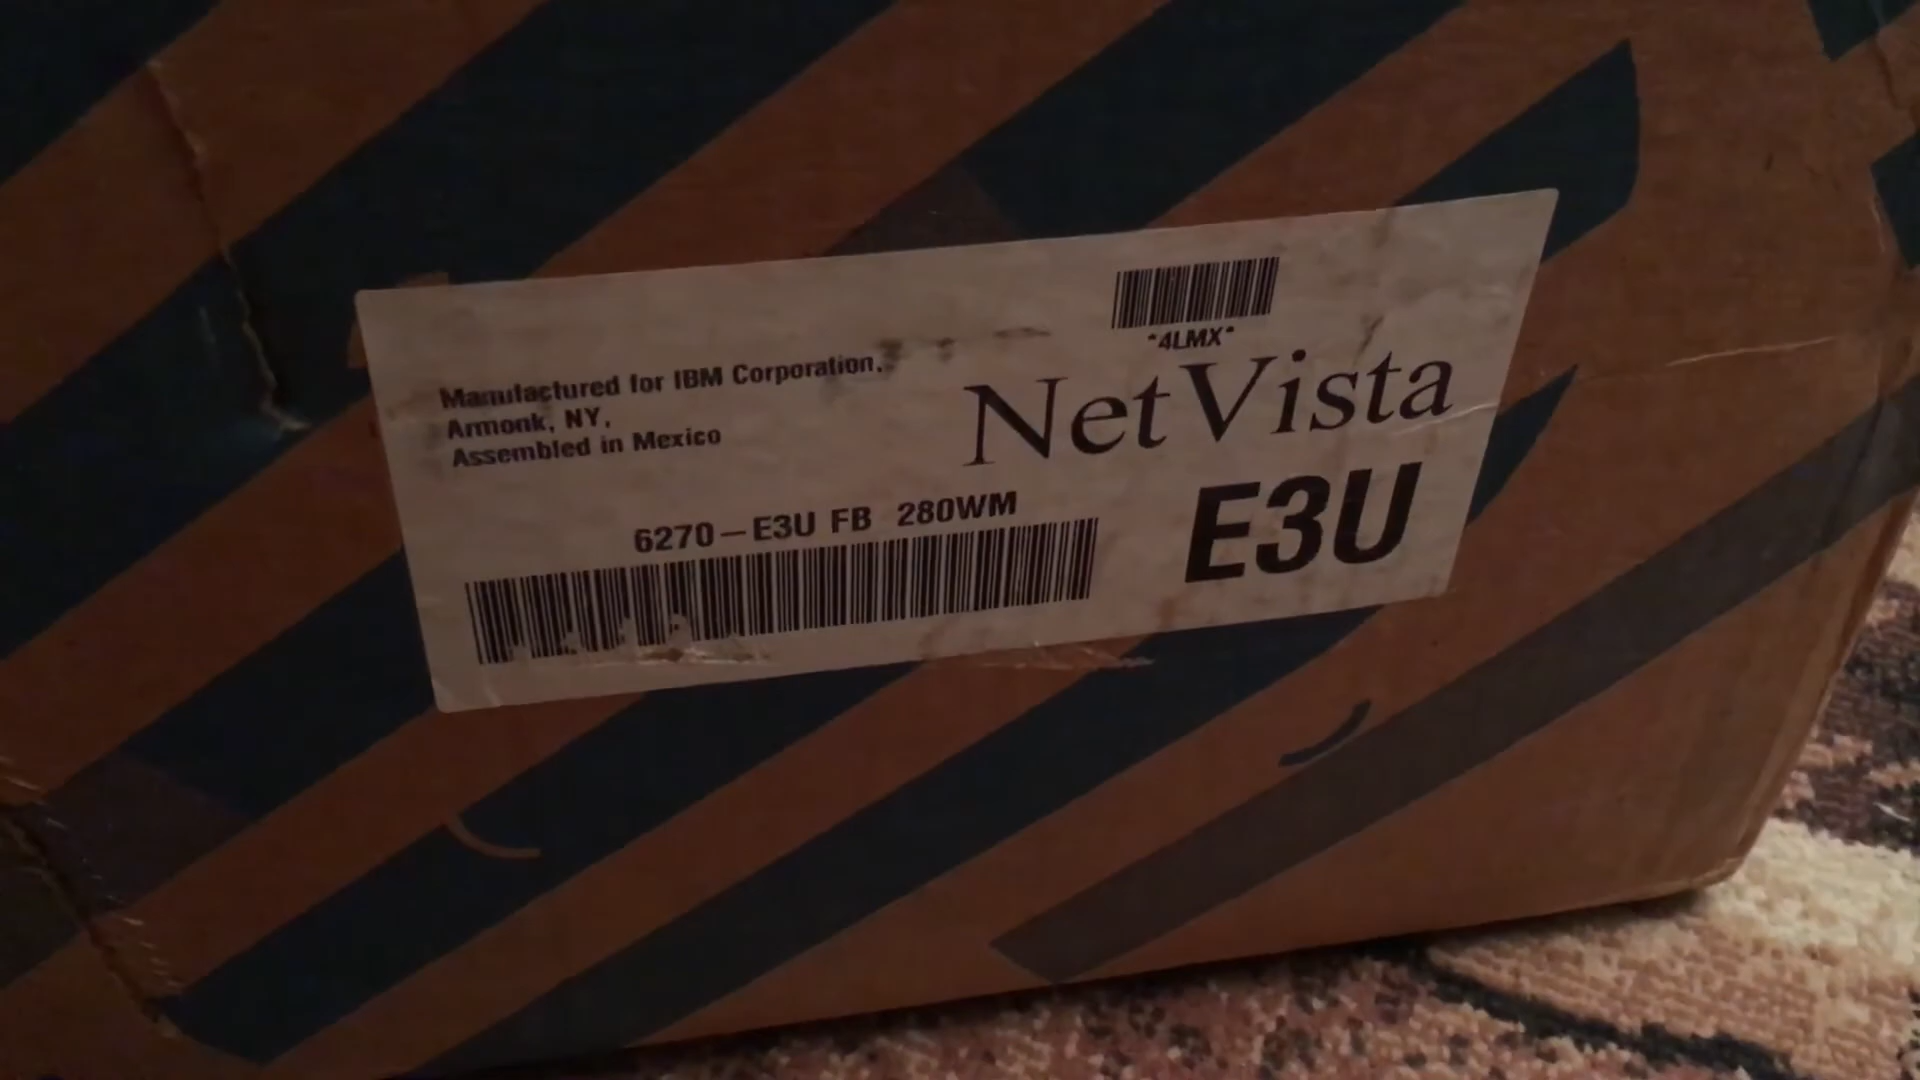 *4LMX*
Manufactured for IBM Corporation,
Armonk, NY,
Assembled in Mexico
NetVista
E3U
6270-E3U FB 280WM